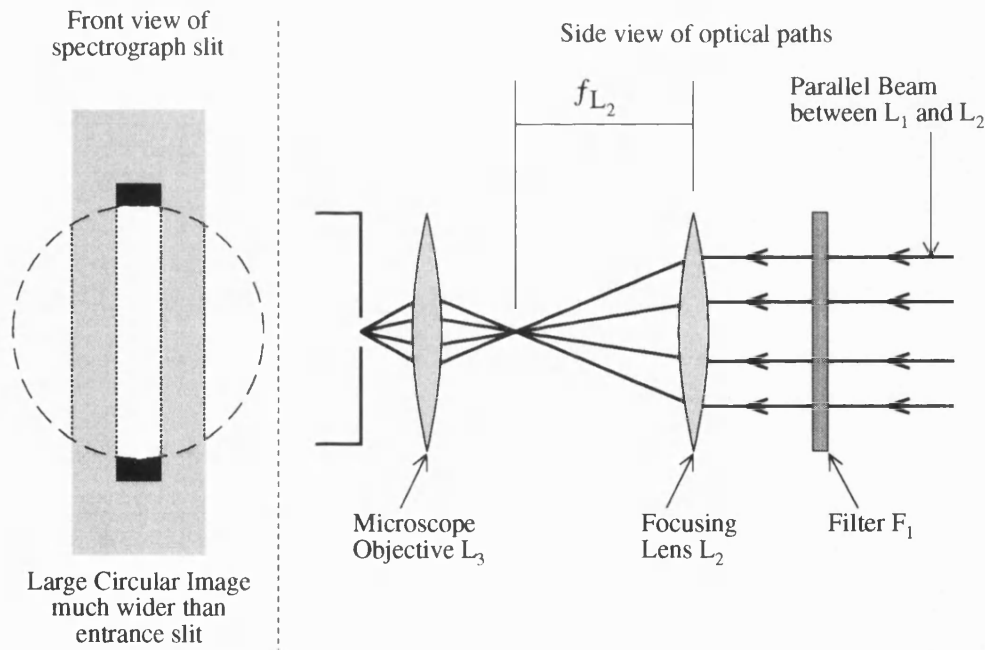 Front view of
spectrograph slit
Large Circular Image
much wider than
entrance slit
Side view of optical paths
f_L₂
Parallel Beam
between L₁ and L₂
Microscope
Objective L₃
Focusing
Lens L₂
Filter F₁